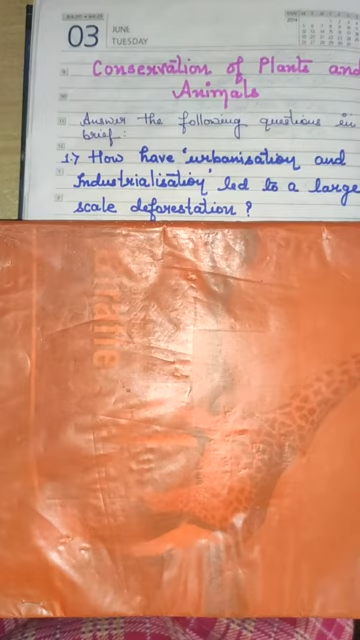 03
JUNE
TUESDAY
Conservation of Plants and
Animals
Answer the following questions in
brief:
1.→ How have 'urbanisation and
Industrialisation' led to a large
scale deforestation?